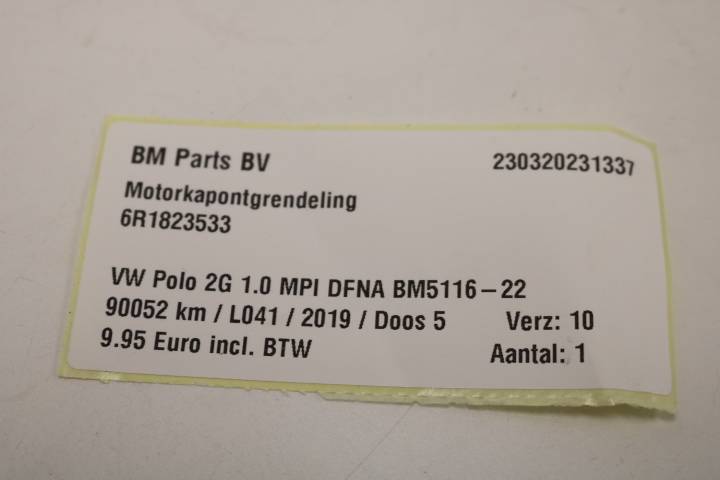 BM Parts BV 230320231337
Motorkapontgrendeling
6R1823533
VW Polo 2G 1.0 MPI DFNA BM5116-22
90052 km / L041 / 2019 / Doos 5 Verz: 10
9.95 Euro incl. BTW Aantal: 1